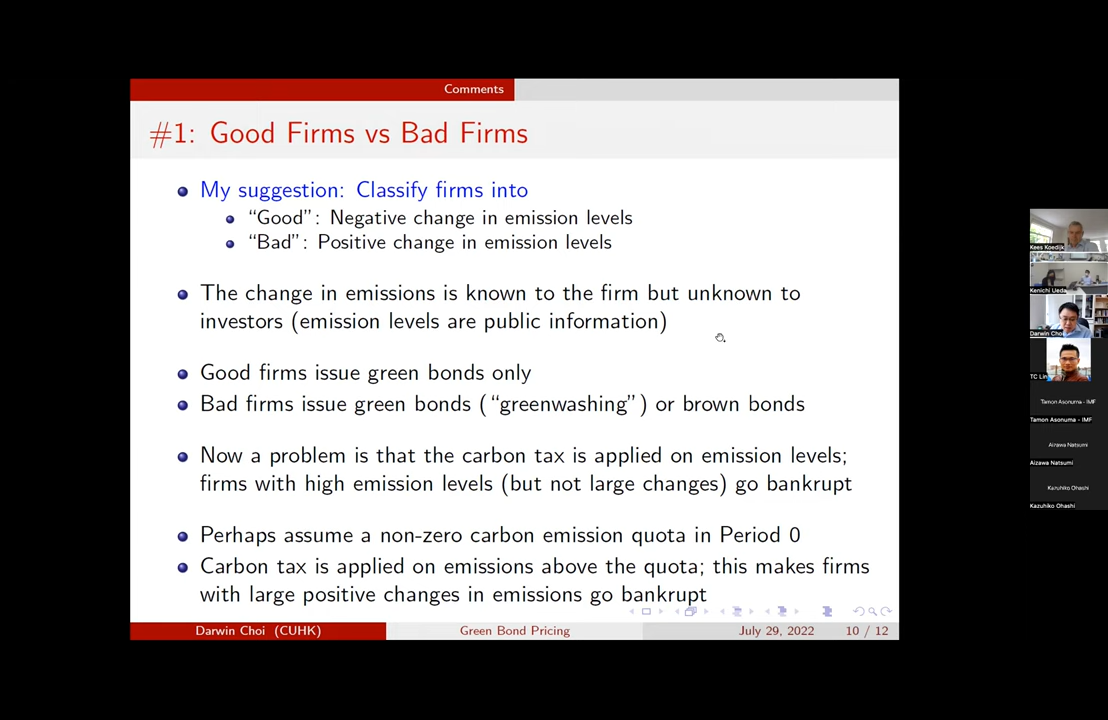 Comments
#1: Good Firms vs Bad Firms
My suggestion: Classify firms into
“Good”: Negative change in emission levels
“Bad”: Positive change in emission levels
The change in emissions is known to the firm but unknown to
investors (emission levels are public information)
Good firms issue green bonds only
Bad firms issue green bonds (“greenwashing”) or brown bonds
Now a problem is that the carbon tax is applied on emission levels;
firms with high emission levels (but not large changes) go bankrupt
Perhaps assume a non-zero carbon emission quota in Period 0
Carbon tax is applied on emissions above the quota; this makes firms
with large positive changes in emissions go bankrupt
Darwin Choi (CUHK)
Green Bond Pricing
July 29, 2022
10 / 12
Kees Koedijk
Kenichi Ueda
Darwin Choi
TC Lin
Tamon Asonuma - IMF
Tamon Asonuma - IMF
Aizawa Natsumi
Aizawa Natsumi
Kazuhiko Ohashi
Kazuhiko Ohashi